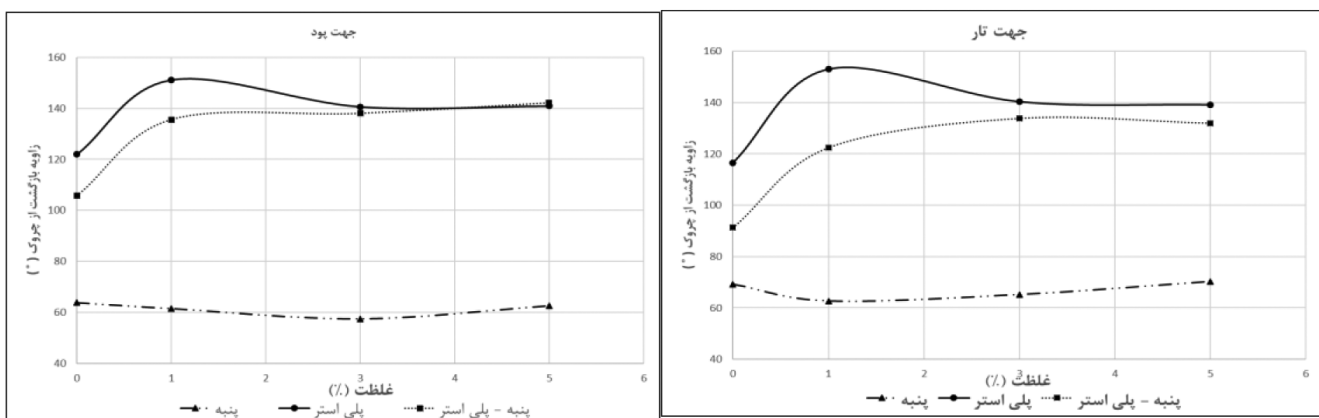 جهت پود
160
140
120
100
80
60
40
زاویه بازگشت از چروک (°)
0 1 2 3 4 5 6
غلظت (%)
پنبه پلی استر پنبه - پلی استر
جهت تار
160
140
120
100
80
60
40
زاویه بازگشت از چروک (°)
0 1 2 3 4 5 6
غلظت (%)
پنبه پلی استر پنبه - پلی استر